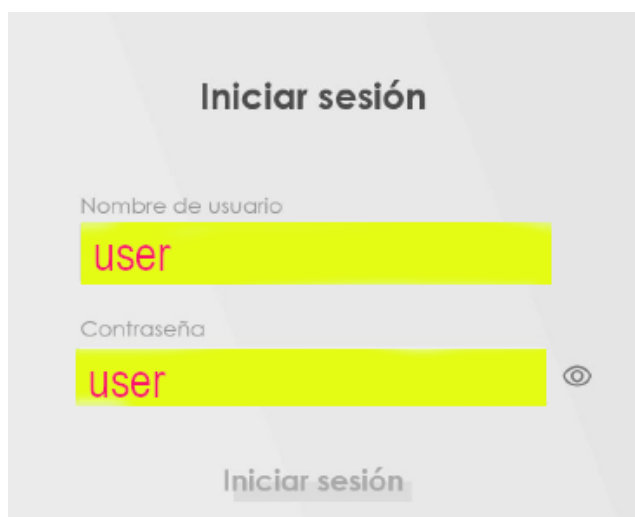 Iniciar sesión
Nombre de usuario
user
Contraseña
user
Iniciar sesión